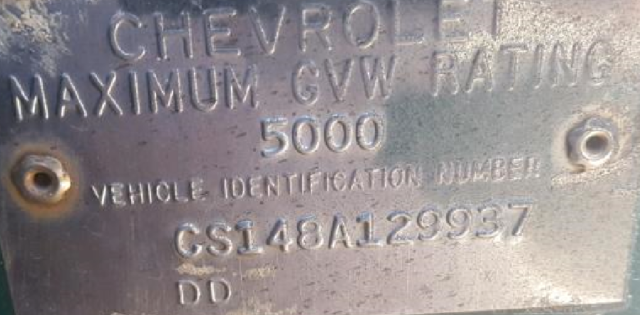 CHEVROLET
MAXIMUM GVW RATING
5000
VEHICLE IDENTIFICATION NUMBER
CS148A129937
DD